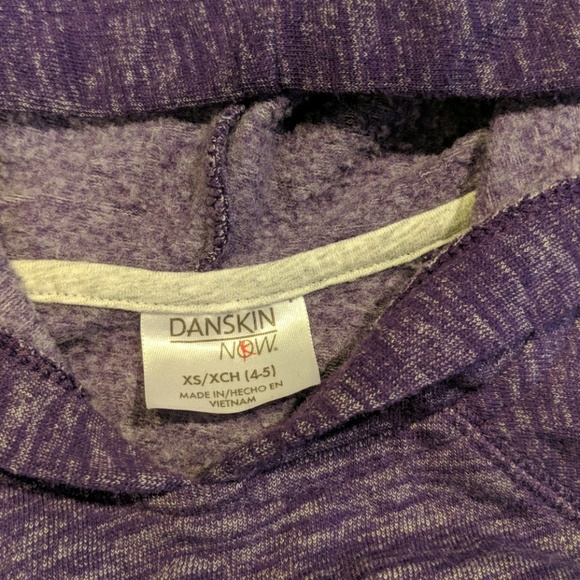 DANSKIN
NOW®
XS/XCH (4-5)
MADE IN/HECHO EN
VIETNAM